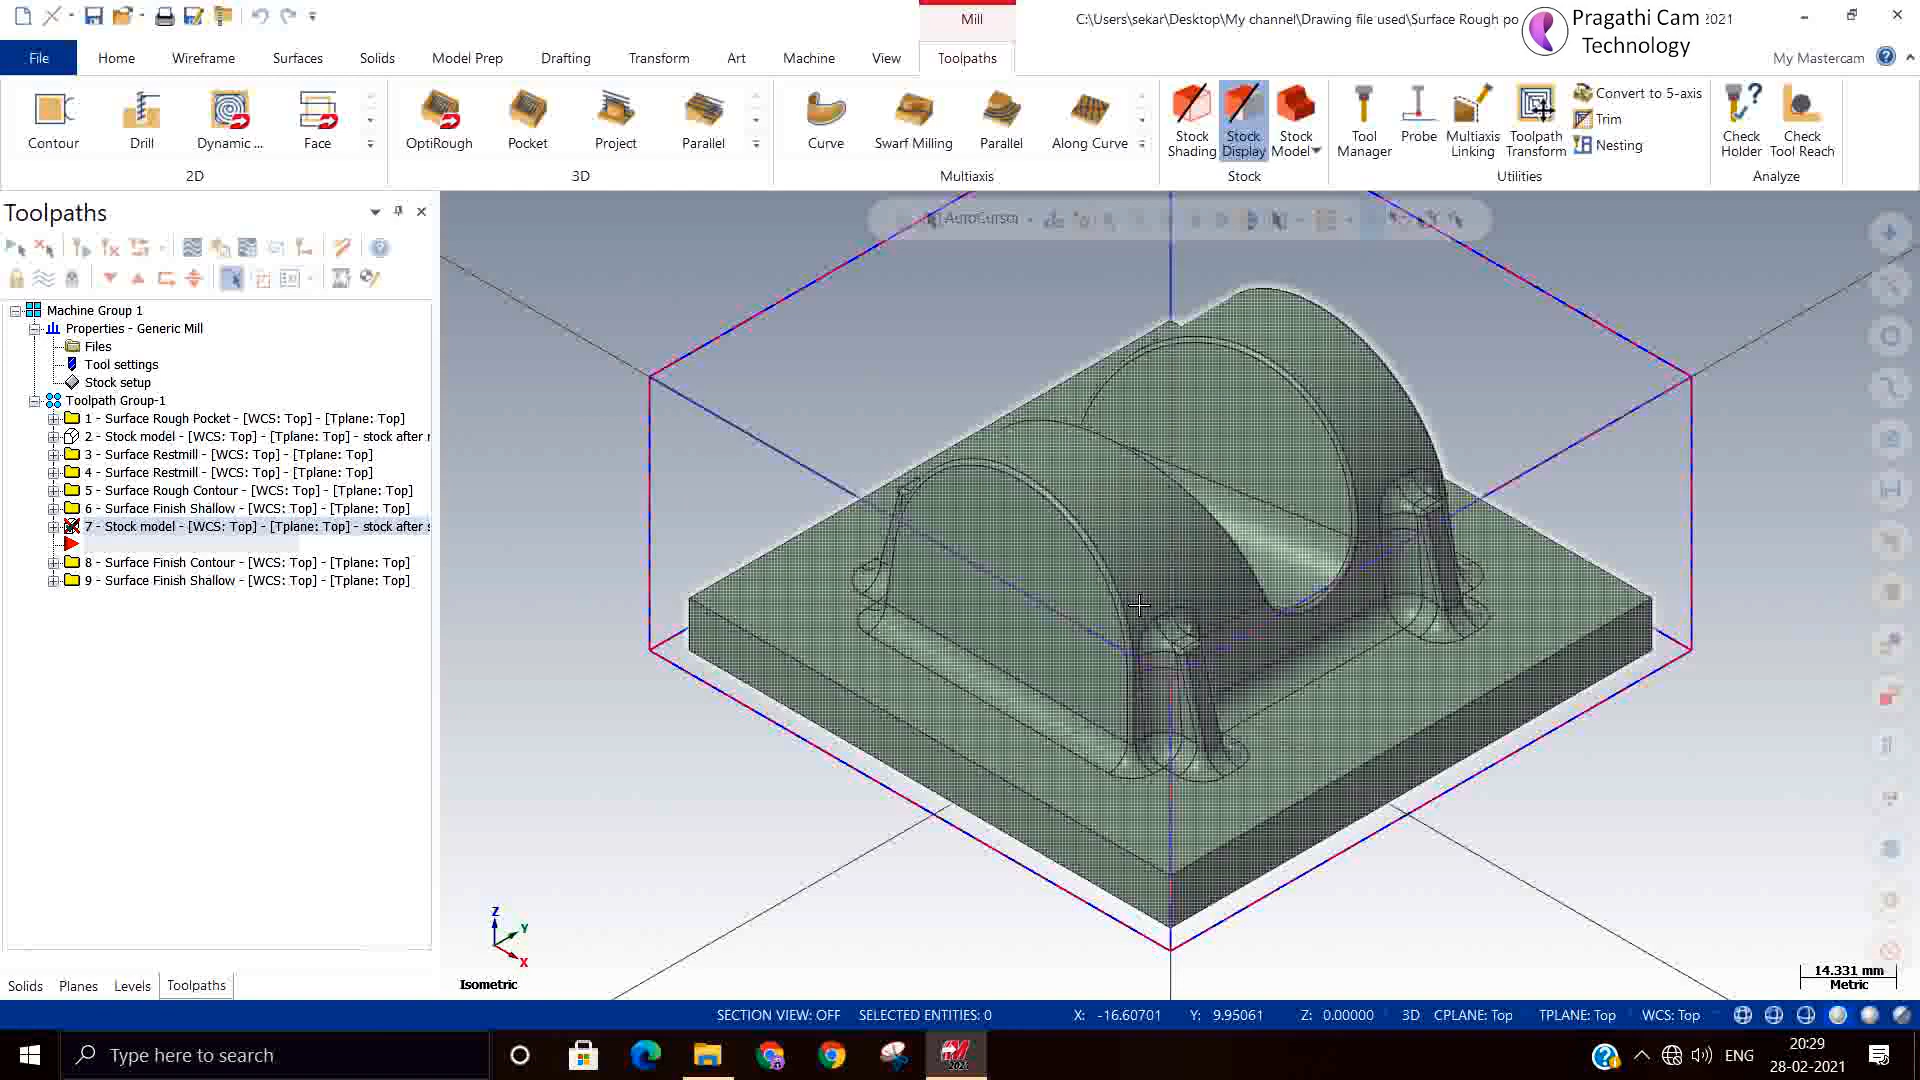 Mill
C:\Users\sekar\Desktop\My channel\Drawing file used\Surface Rough po
Pragathi Cam
Technology
2021
File
Home
Wireframe
Surfaces
Solids
Model Prep
Drafting
Transform
Art
Machine
View
Toolpaths
My Mastercam
Contour
Drill
Dynamic ...
Face
OptiRough
Pocket
Project
Parallel
Curve
Swarf Milling
Parallel
Along Curve
Stock
Shading
Stock
Display
Stock
Model
Tool
Manager
Probe
Multiaxis
Linking
Toolpath
Transform
Convert to 5-axis
Trim
Nesting
Check
Holder
Check
Tool Reach
2D
3D
Multiaxis
Stock
Utilities
Analyze
Toolpaths
AutoCursor
Machine Group 1
Properties - Generic Mill
Files
Tool settings
Stock setup
Toolpath Group-1
1 - Surface Rough Pocket - [WCS: Top] - [Tplane: Top]
2 - Stock model - [WCS: Top] - [Tplane: Top] - stock after r
3 - Surface Restmill - [WCS: Top] - [Tplane: Top]
4 - Surface Restmill - [WCS: Top] - [Tplane: Top]
5 - Surface Rough Contour - [WCS: Top] - [Tplane: Top]
6 - Surface Finish Shallow - [WCS: Top] - [Tplane: Top]
7 - Stock model - [WCS: Top] - [Tplane: Top] - stock after s
8 - Surface Finish Contour - [WCS: Top] - [Tplane: Top]
9 - Surface Finish Shallow - [WCS: Top] - [Tplane: Top]
Z
Y
X
Isometric
14.331 mm
Metric
Solids
Planes
Levels
Toolpaths
SECTION VIEW: OFF
SELECTED ENTITIES: 0
X: -16.60701
Y: 9.95061
Z: 0.00000
3D
CPLANE: Top
TPLANE: Top
WCS: Top
Type here to search
2021
ENG
20:29
28-02-2021